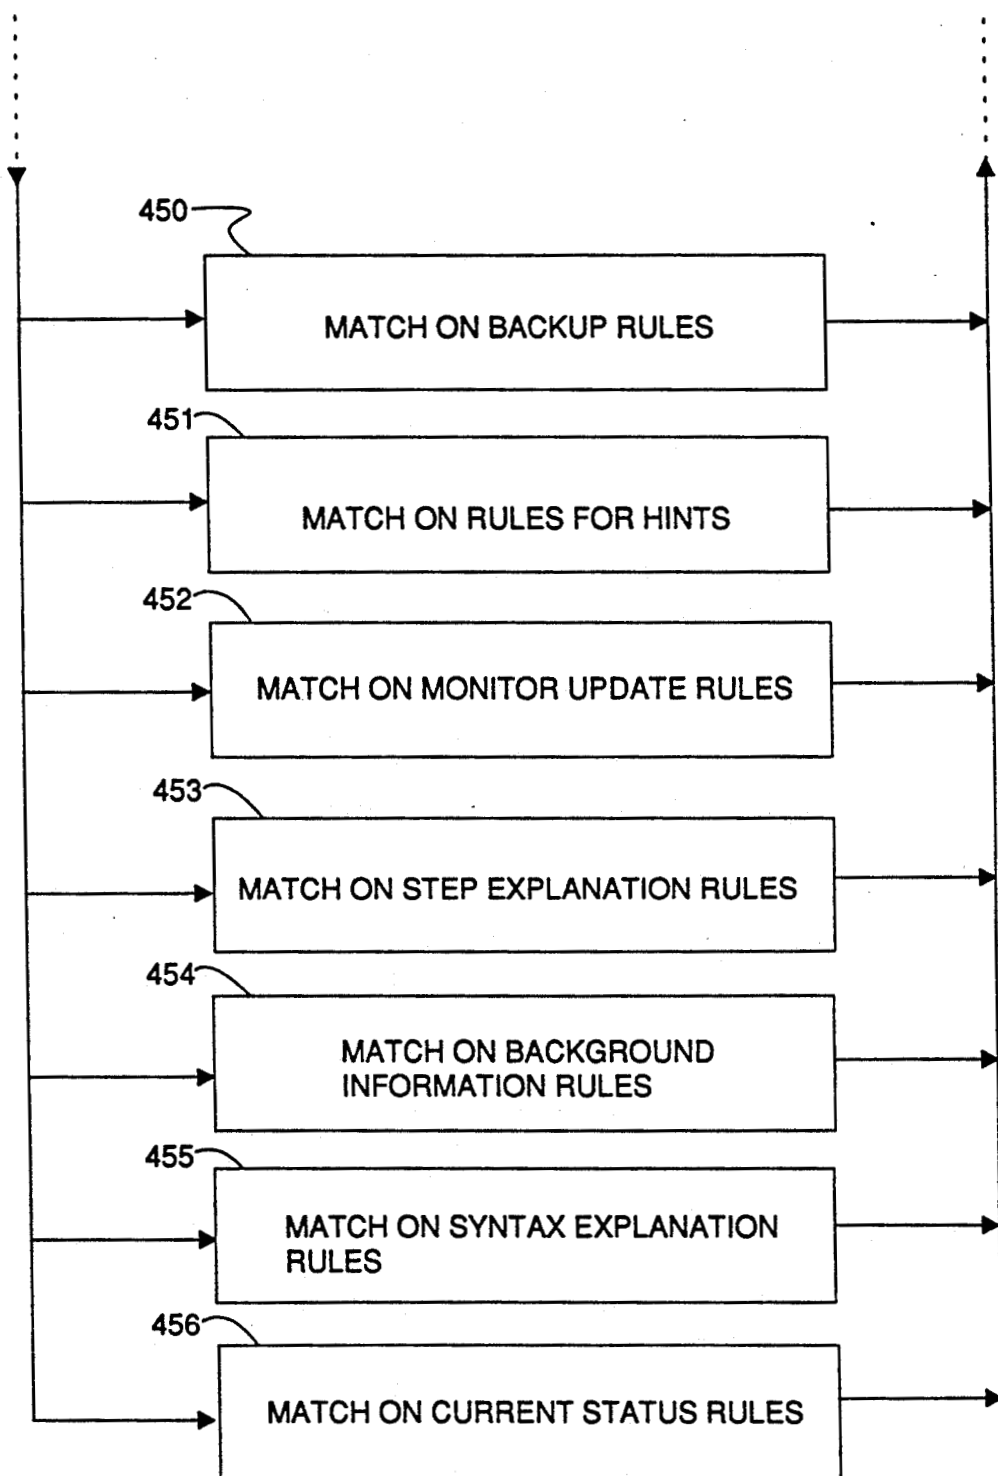 450
MATCH ON BACKUP RULES
451
MATCH ON RULES FOR HINTS
452
MATCH ON MONITOR UPDATE RULES
453
MATCH ON STEP EXPLANATION RULES
454
MATCH ON BACKGROUND
INFORMATION RULES
455
MATCH ON SYNTAX EXPLANATION
RULES
456
MATCH ON CURRENT STATUS RULES